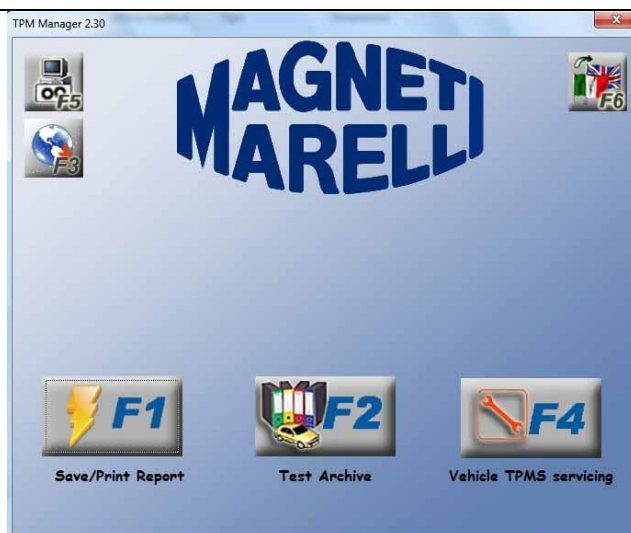 TPM Manager 2.30
F5
F6
MAGNETI
MARELLI
F3
F1
F2
F4
Save/Print Report
Test Archive
Vehicle TPMS servicing